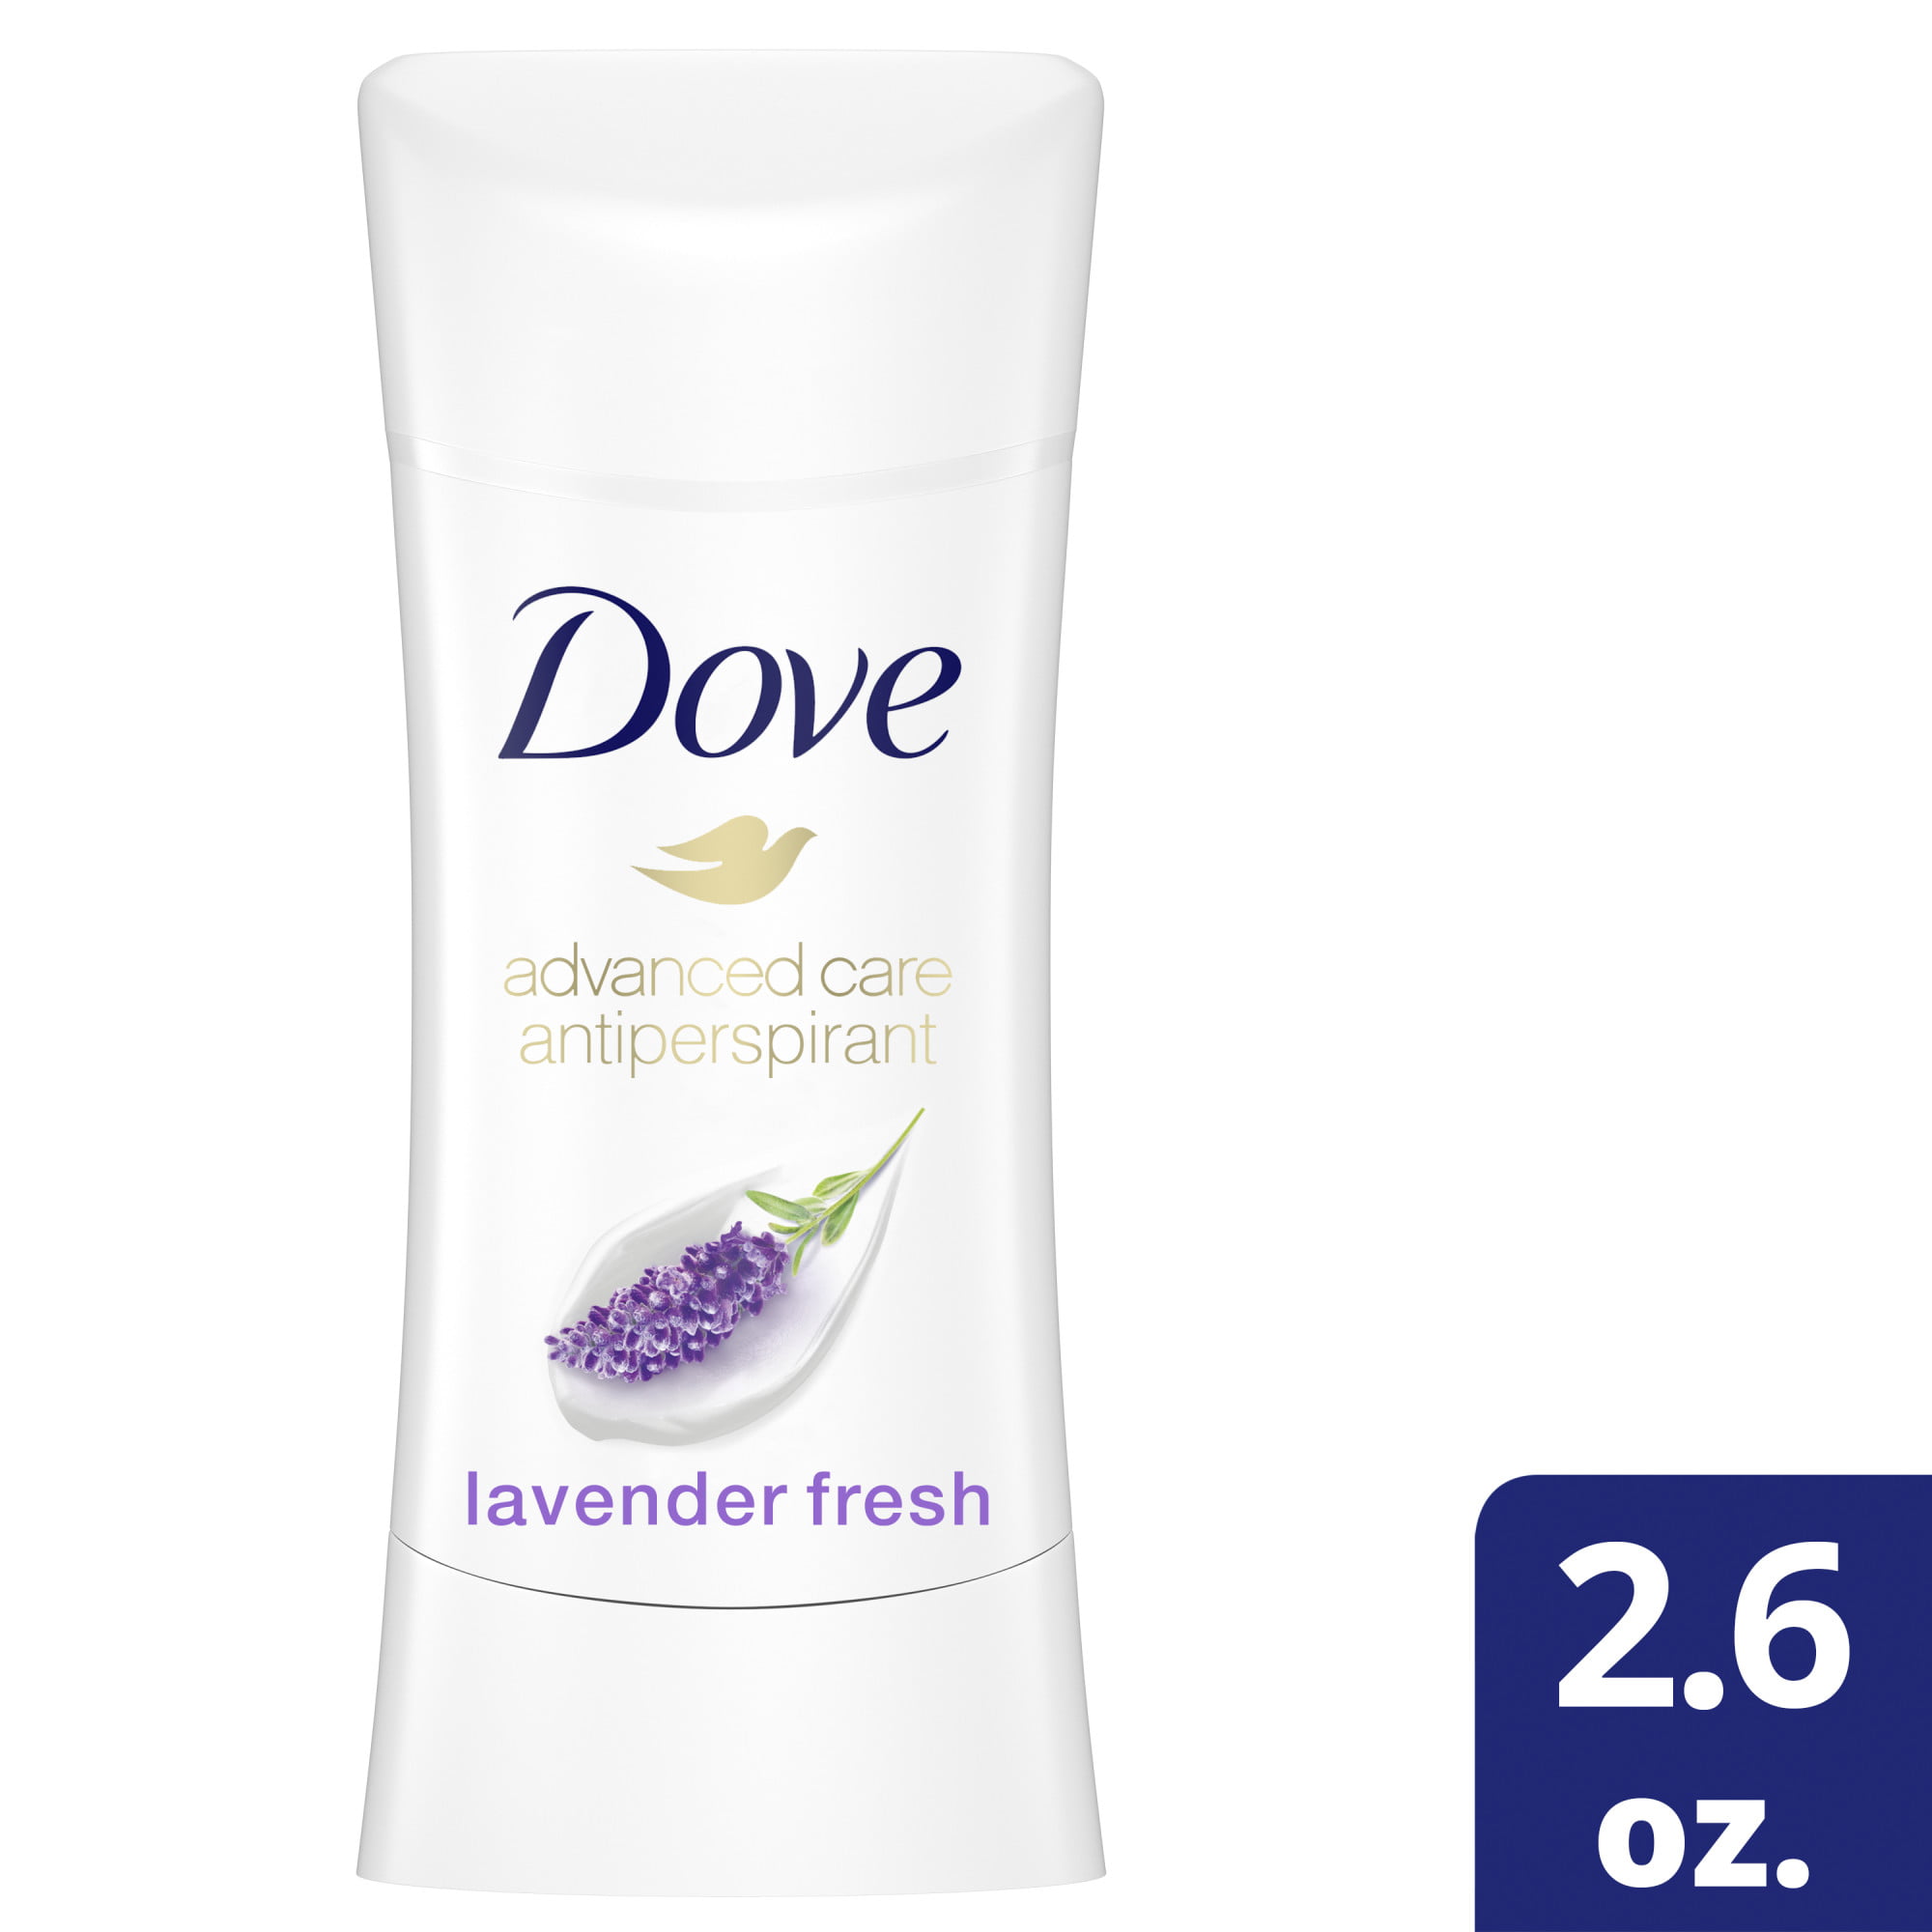 Dove
advanced care
antiperspirant
lavender fresh
2.6
oz.